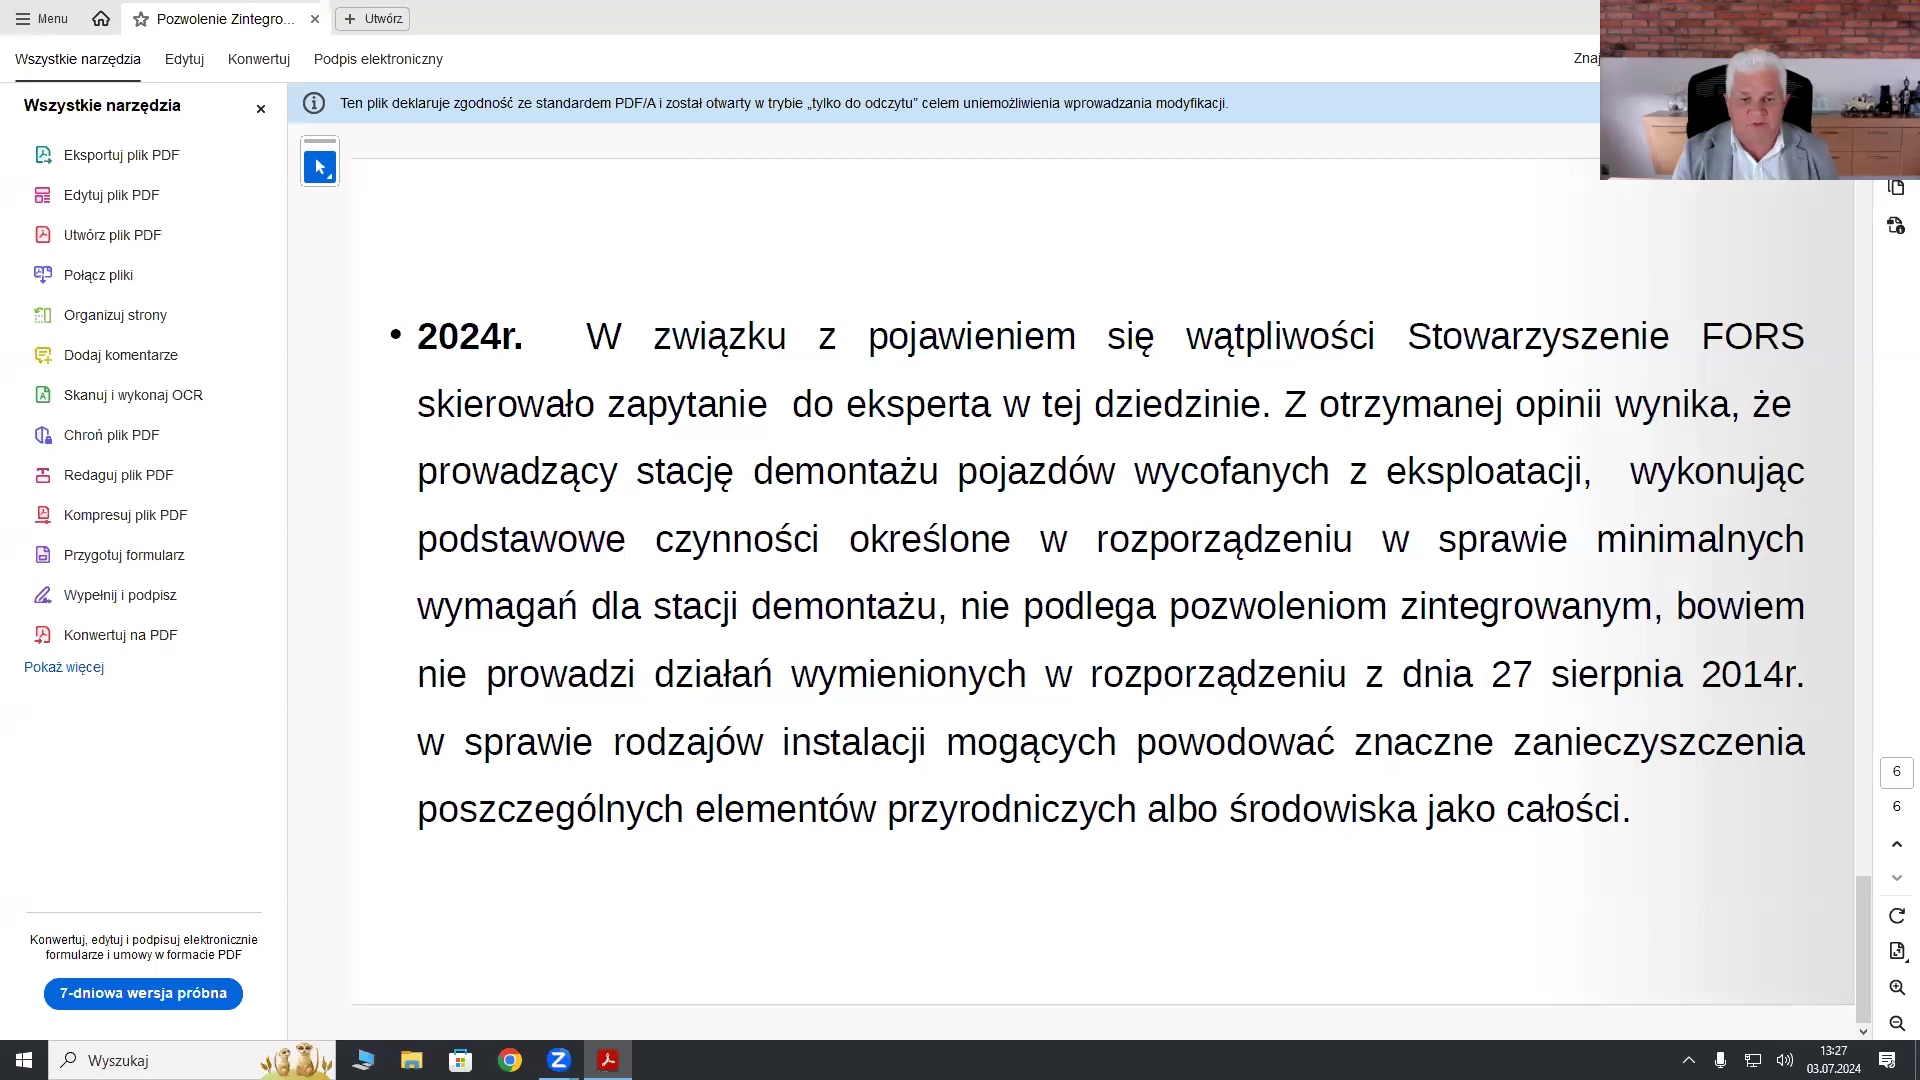 Menu
Pozwolenie Zintegro...
Utwórz
Wszystkie narzędzia
Edytuj
Konwertuj
Podpis elektroniczny
Znaj
Wszystkie narzędzia
Ten plik deklaruje zgodność ze standardem PDF/A i został otwarty w trybie „tylko do odczytu” celem uniemożliwienia wprowadzania modyfikacji.
Eksportuj plik PDF
Edytuj plik PDF
Utwórz plik PDF
Połącz pliki
Organizuj strony
Dodaj komentarze
Skanuj i wykonaj OCR
Chroń plik PDF
Redaguj plik PDF
Kompresuj plik PDF
Przygotuj formularz
Wypełnij i podpisz
Konwertuj na PDF
Pokaż więcej
• 2024r. W związku z pojawieniem się wątpliwości Stowarzyszenie FORS
skierowało zapytanie do eksperta w tej dziedzinie. Z otrzymanej opinii wynika, że
prowadzący stację demontażu pojazdów wycofanych z eksploatacji, wykonując
podstawowe czynności określone w rozporządzeniu w sprawie minimalnych
wymagań dla stacji demontażu, nie podlega pozwoleniom zintegrowanym, bowiem
nie prowadzi działań wymienionych w rozporządzeniu z dnia 27 sierpnia 2014r.
w sprawie rodzajów instalacji mogących powodować znaczne zanieczyszczenia
poszczególnych elementów przyrodniczych albo środowiska jako całości.
6
6
Konwertuj, edytuj i podpisuj elektronicznie
formularze i umowy w formacie PDF
7-dniowa wersja próbna
Wyszukaj
13:27
03.07.2024